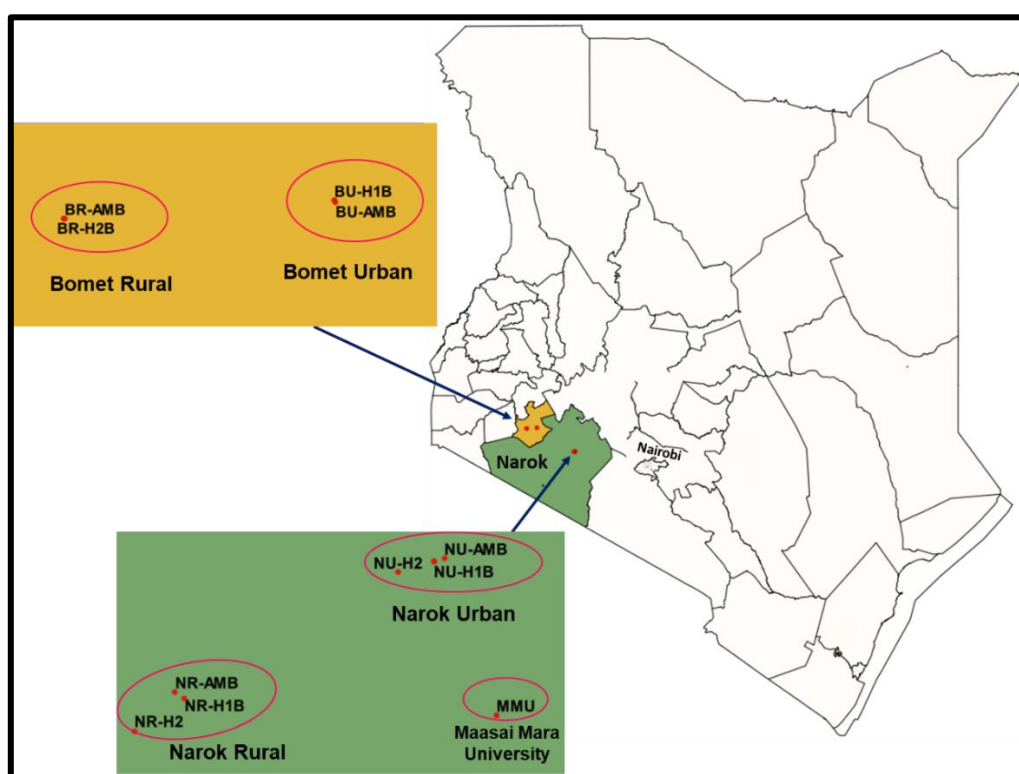 BR-AMB
BR-H2B
Bomet Rural
BU-H1B
BU-AMB
Bomet Urban
Narok
Nairobi
NU-H2
NU-AMB
NU-H1B
Narok Urban
NR-AMB
NR-H1B
NR-H2
Narok Rural
MMU
Maasai Mara
University